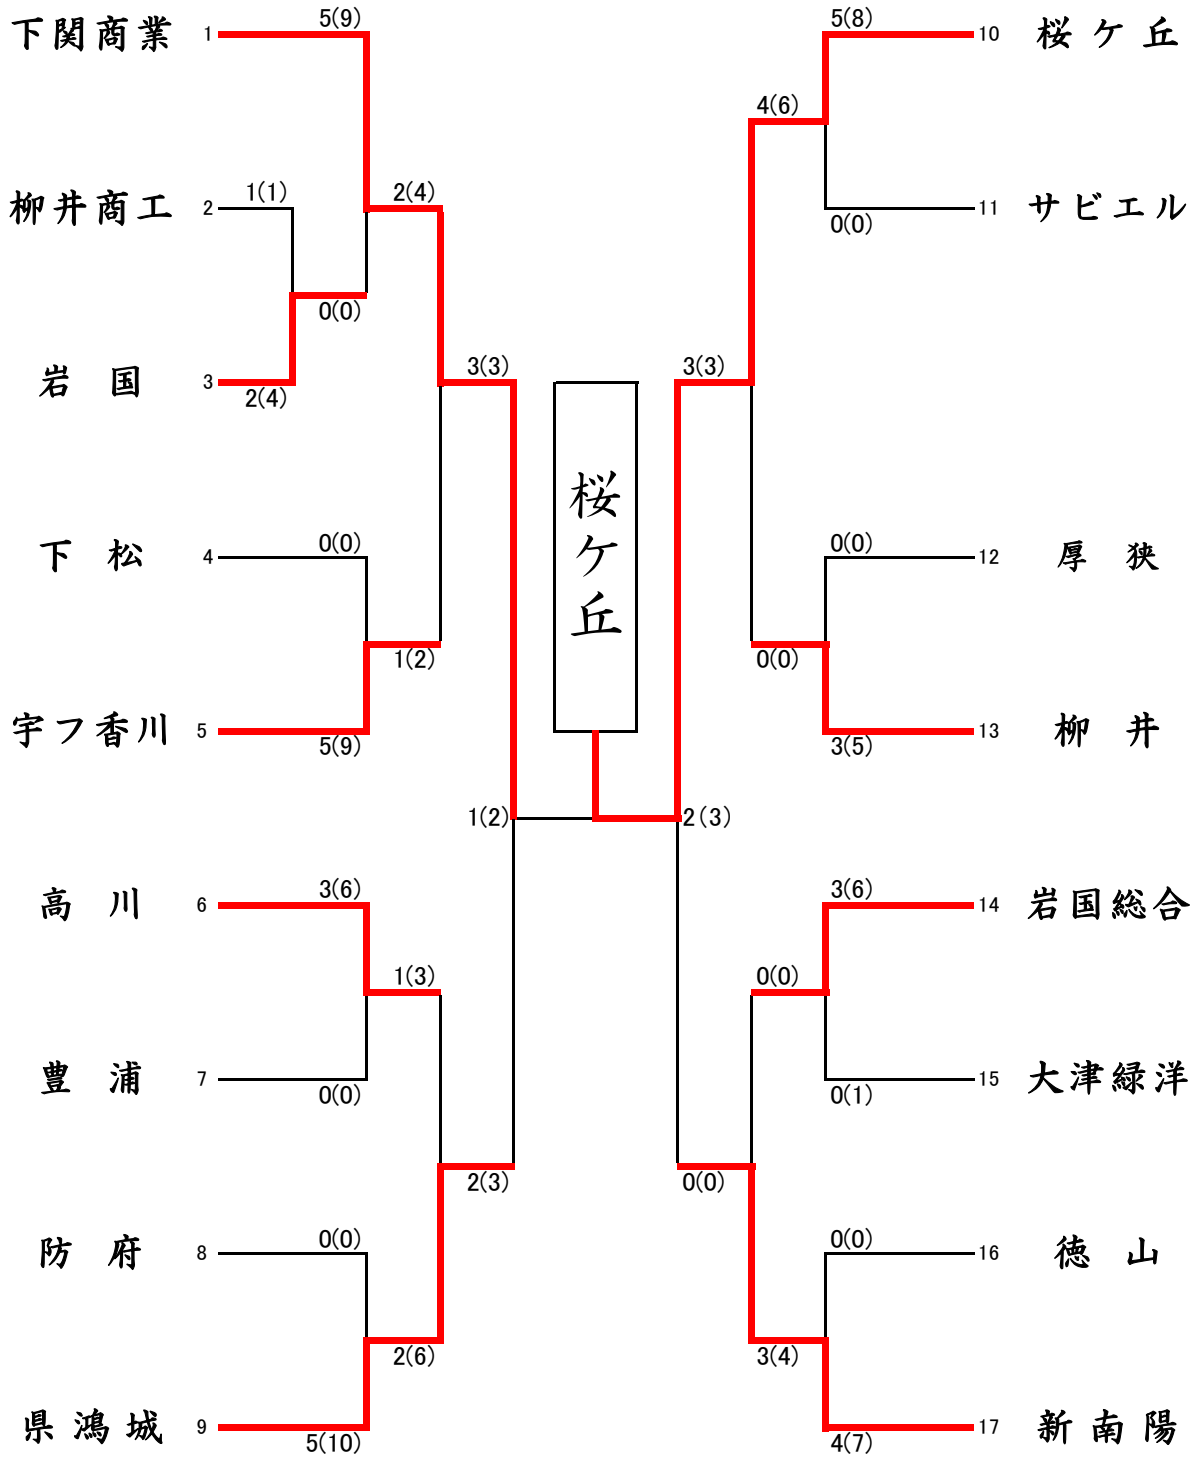 5(9)
5(8)
下関商業 1
10 桜ケ丘
4(6)
1(1)
2(4)
柳井商工 2
11 サビエル
0(0)
0(0)
3(3)
3(3)
岩国 3
2(4)
桜ケ丘
0(0)
0(0)
下松 4
12 厚狭
1(2)
0(0)
宇フ香川 5
13 柳井
5(9)
3(5)
1(2)
2(3)
3(6)
3(6)
高川 6
14 岩国総合
1(3)
0(0)
豊浦 7
15 大津緑洋
0(0)
0(1)
2(3)
0(0)
0(0)
0(0)
防府 8
16 徳山
2(6)
3(4)
県鴻城 9
17 新南陽
5(10)
4(7)